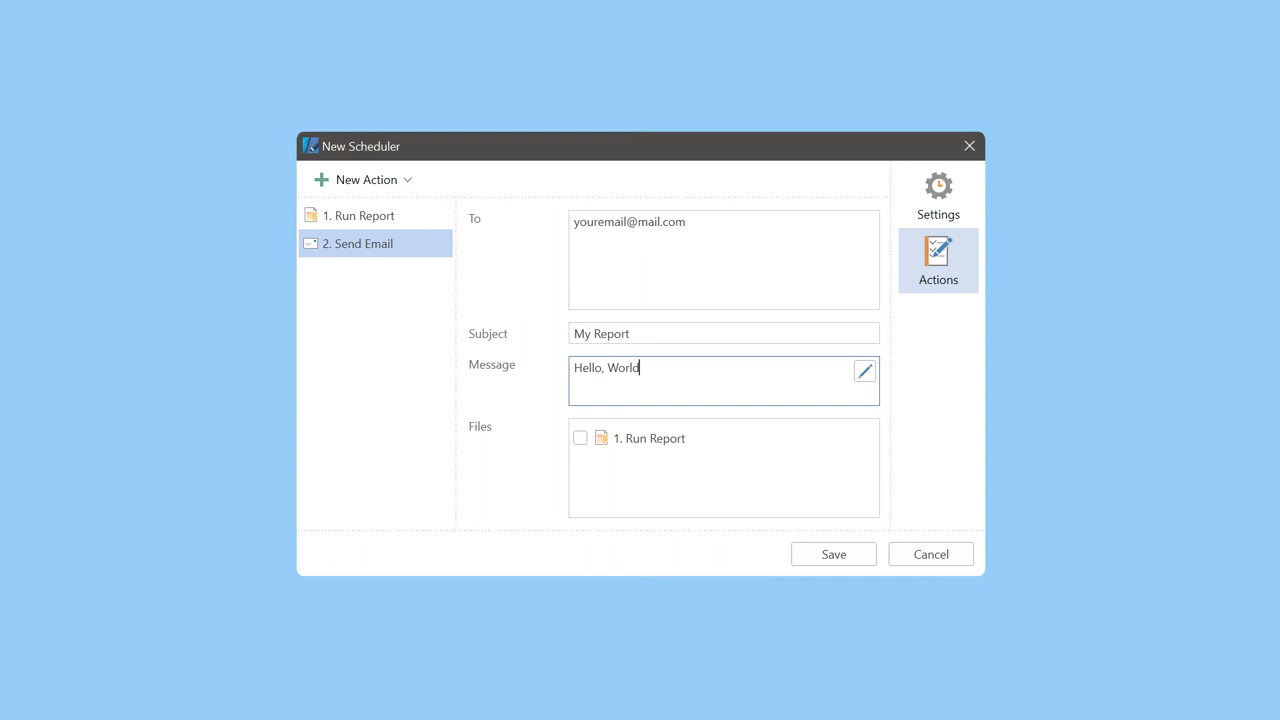 New Scheduler
New Action
Settings
Actions
1. Run Report
2. Send Email
To
youremail@mail.com
Subject
My Report
Message
Hello, World
Files
1. Run Report
Save
Cancel